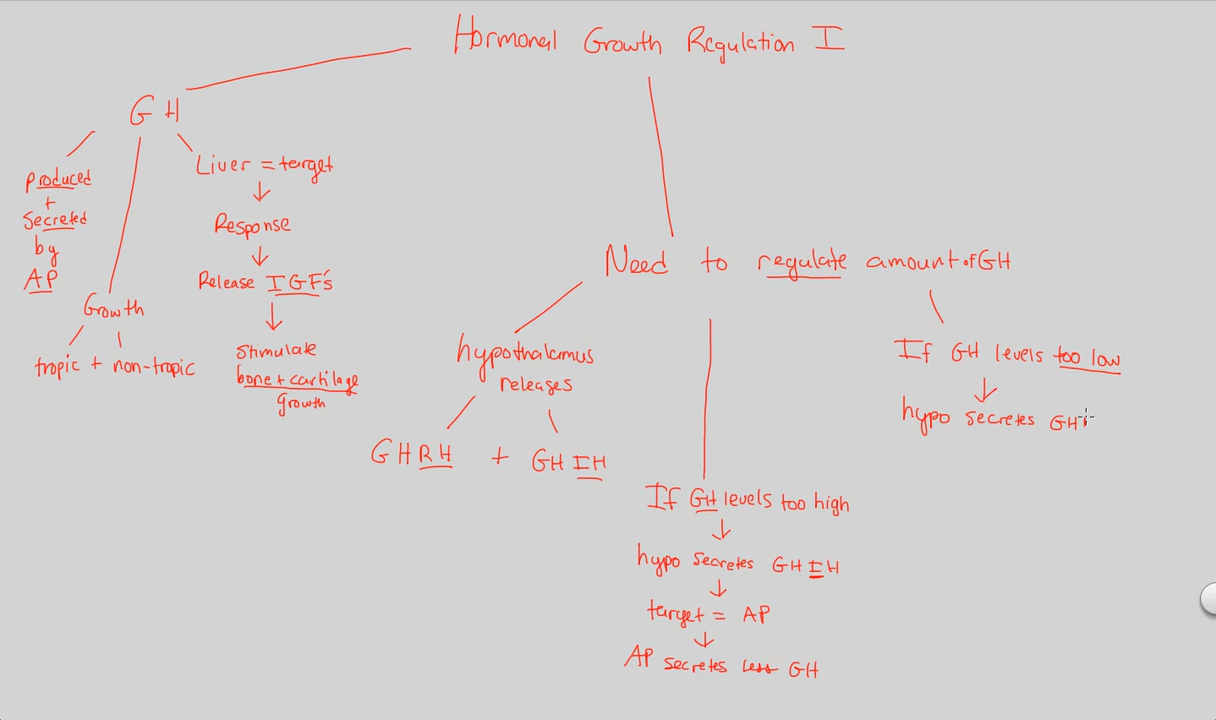 Hormonal Growth Regulation I
GH
produced
+
Secreted
by
AP
Growth
tropic + non-tropic
Liver = target
↓
Response
↓
Release IGF's
↓
Stimulate
bone + cartilage
growth
Need to regulate amount of GH
hypothalamus
releases
GHRH + GHIH
If GH levels too high
↓
hypo secretes GHIH
↓
target = AP
↓
AP secretes less GH
If GH levels too low
↓
hypo secretes GH